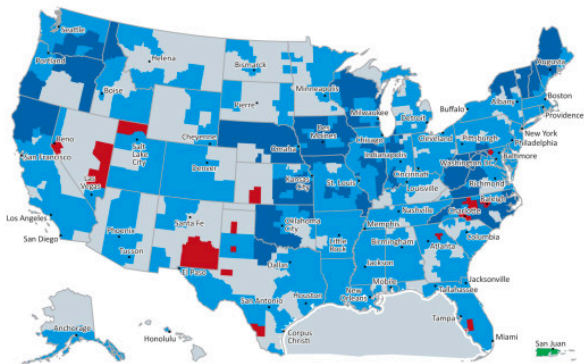 Seattle
Portland
Helena
Bismarck
Boise
Pierre
Minneapolis
Augusta
Albany
Boston
Providence
Buffalo
Milwaukee
Detroit
Reno
San Francisco
Salt
Lake
City
Cheyenne
Omaha
Des
Moines
Chicago
Cleveland
Pittsburgh
New York
Philadelphia
Baltimore
Washington DC
Denver
Kansas
City
St. Louis
Indianapolis
Cincinnati
Louisville
Richmond
Raleigh
Las
Vegas
Los Angeles
San Diego
Phoenix
Tucson
Santa Fe
Oklahoma
City
Little
Rock
Memphis
Nashville
Charlotte
Columbia
Atlanta
Birmingham
El Paso
Dallas
Jackson
Mobile
Jacksonville
Tallahassee
San Antonio
Houston
New
Orleans
Corpus
Christi
Tampa
Miami
Anchorage
Honolulu
San Juan